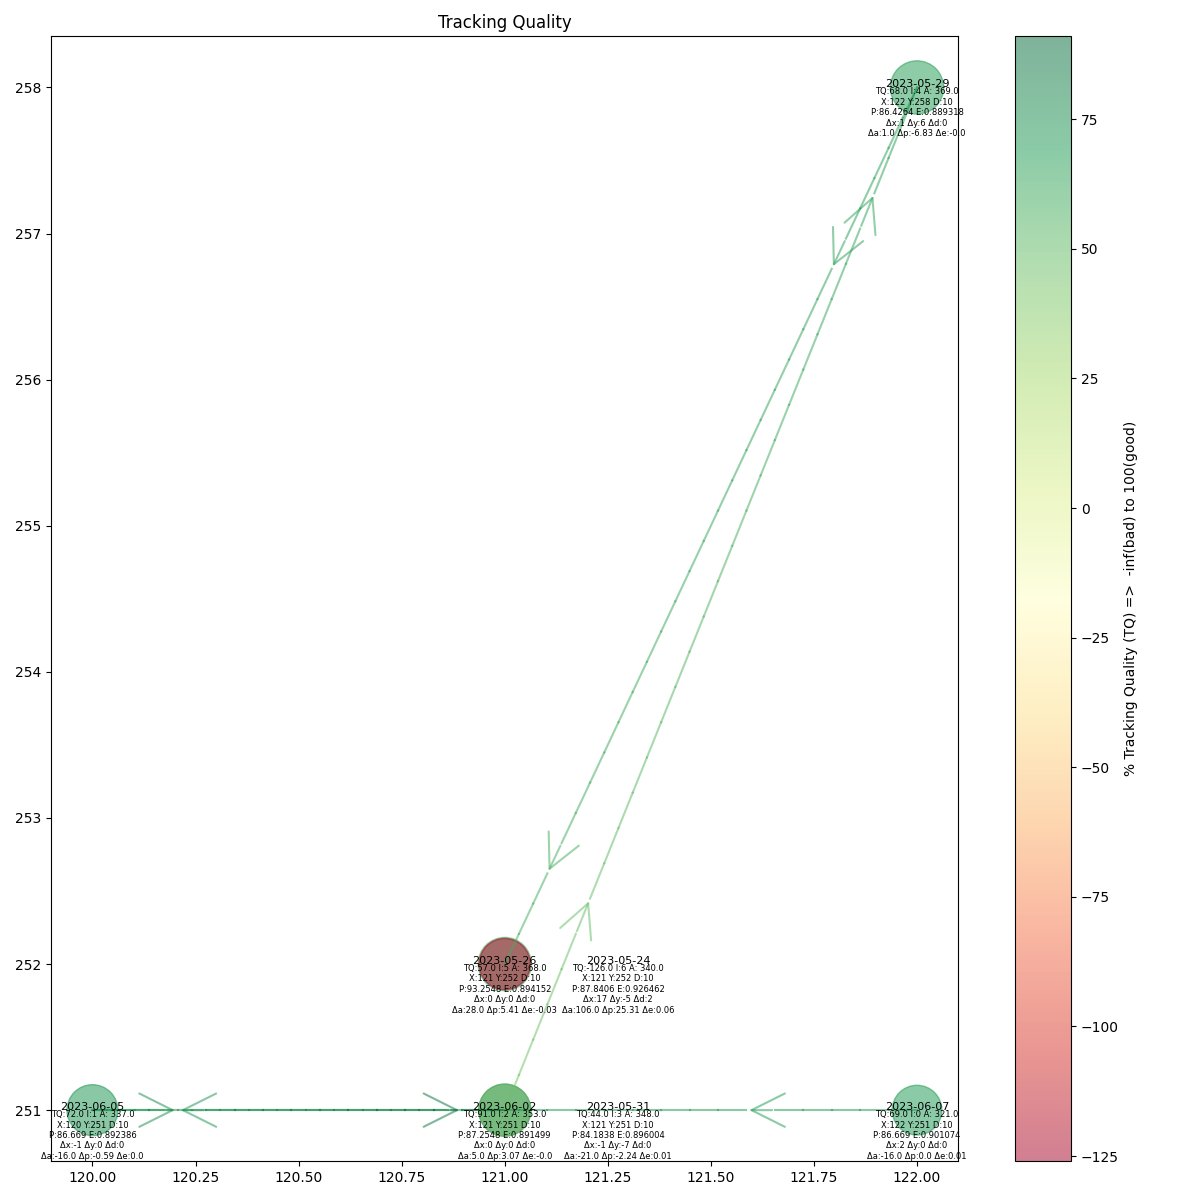 Tracking Quality
258
257
256
255
254
253
252
251
120.00
120.25
120.50
120.75
121.00
121.25
121.50
121.75
122.00
2023-05-29
TQ:68.0 I:4 A: 369.0
X:122 Y:258 D:10
P:86.4264 E:0.889318
Δx:1 Δy:6 Δd:0
Δa:1.0 Δp:-6.83 Δe:-0.0
2023-05-26
TQ:57.0 I:5 A: 368.0
X:121 Y:252 D:10
P:93.2548 E:0.894152
Δx:0 Δy:0 Δd:0
Δa:28.0 Δp:5.41 Δe:-0.03
2023-05-24
TQ:-126.0 I:6 A: 340.0
X:121 Y:252 D:10
P:87.8406 E:0.926462
Δx:17 Δy:-5 Δd:2
Δa:106.0 Δp:25.31 Δe:0.06
2023-06-05
TQ:72.0 I:1 A: 337.0
X:120 Y:251 D:10
P:86.669 E:0.892386
Δx:-1 Δy:0 Δd:0
Δa:-16.0 Δp:-0.59 Δe:0.0
2023-06-02
TQ:91.0 I:2 A: 353.0
X:121 Y:251 D:10
P:87.2548 E:0.891499
Δx:0 Δy:0 Δd:0
Δa:5.0 Δp:3.07 Δe:-0.0
2023-05-31
TQ:44.0 I:3 A: 348.0
X:121 Y:251 D:10
P:84.1838 E:0.896004
Δx:-1 Δy:-7 Δd:0
Δa:-21.0 Δp:-2.24 Δe:0.01
2023-06-07
TQ:69.0 I:0 A: 321.0
X:122 Y:251 D:10
P:86.669 E:0.901074
Δx:2 Δy:0 Δd:0
Δa:-16.0 Δp:0.0 Δe:0.01
75
50
25
0
−25
−50
−75
−100
−125
% Tracking Quality (TQ) => -inf(bad) to 100(good)